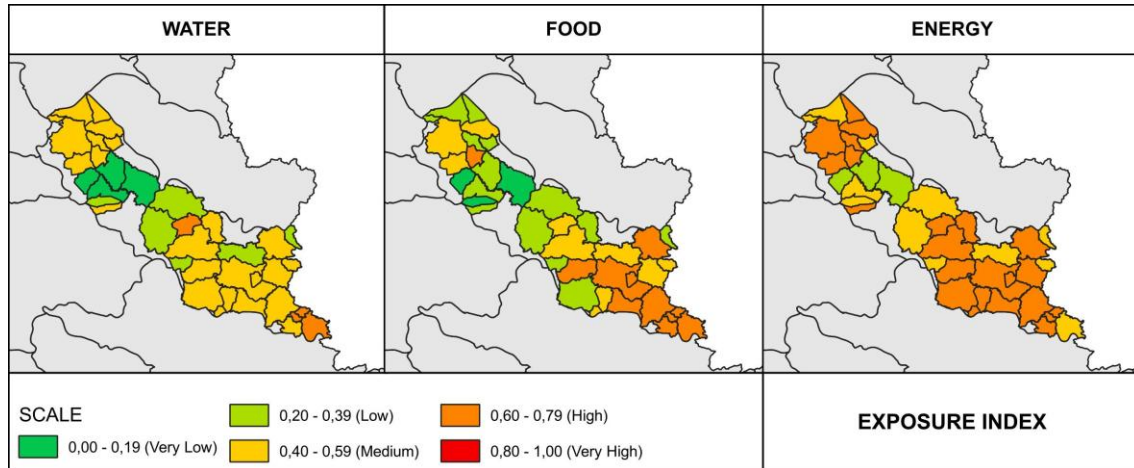 WATER
FOOD
ENERGY
SCALE
0,00 - 0,19 (Very Low)
0,20 - 0,39 (Low)
0,40 - 0,59 (Medium)
0,60 - 0,79 (High)
0,80 - 1,00 (Very High)
EXPOSURE INDEX